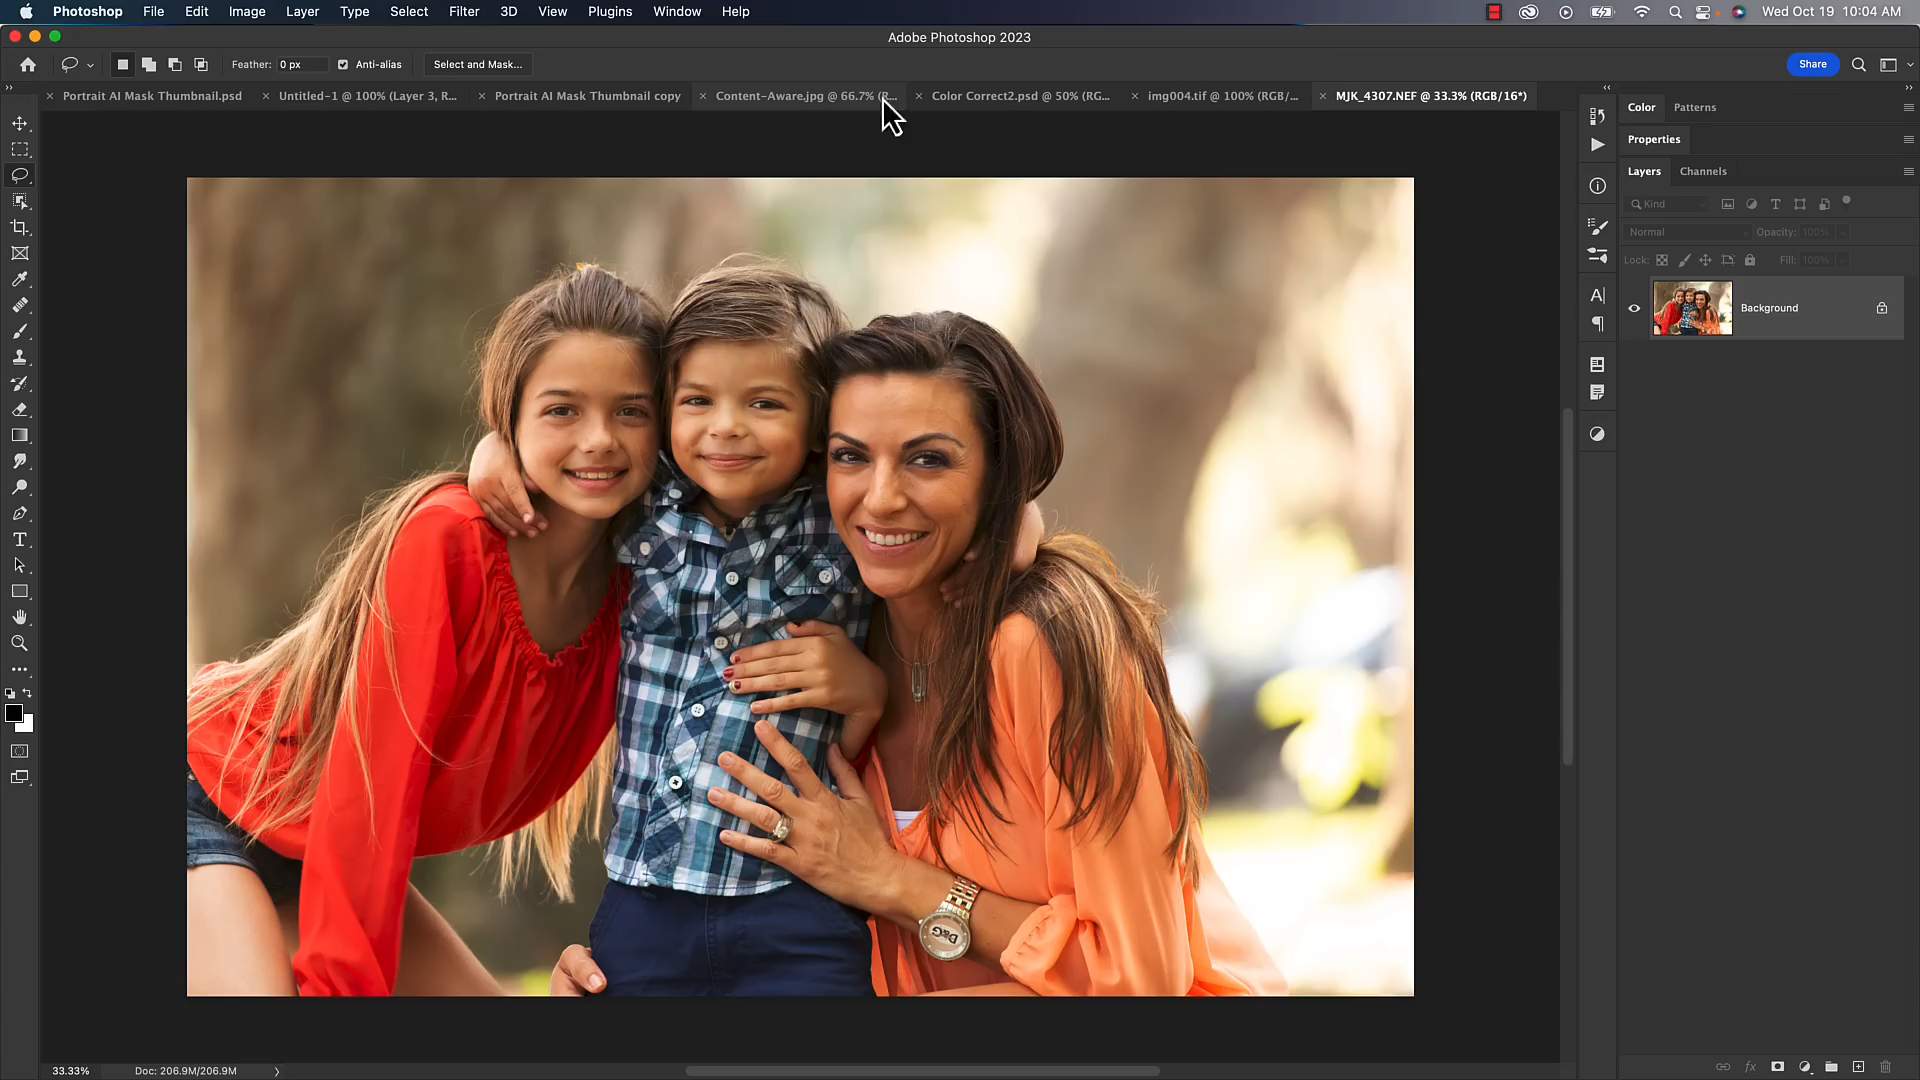 Photoshop File Edit Image Layer Type Select Filter 3D View Plugins Window Help Wed Oct 19 10:04 AM
Adobe Photoshop 2023
Feather: 0 px Anti-alias Select and Mask... Share
Portrait AI Mask Thumbnail.psd Untitled-1 @ 100% (Layer 3, R... Portrait AI Mask Thumbnail copy Content-Aware.jpg @ 66.7% (R... Color Correct2.psd @ 50% (RG... img004.tif @ 100% (RGB/... MJK_4307.NEF @ 33.3% (RGB/16*)
Color Patterns
Properties
Layers Channels
Kind
Normal Opacity: 100%
Lock: Fill: 100%
Background
D&G
33.33% Doc: 206.9M/206.9M